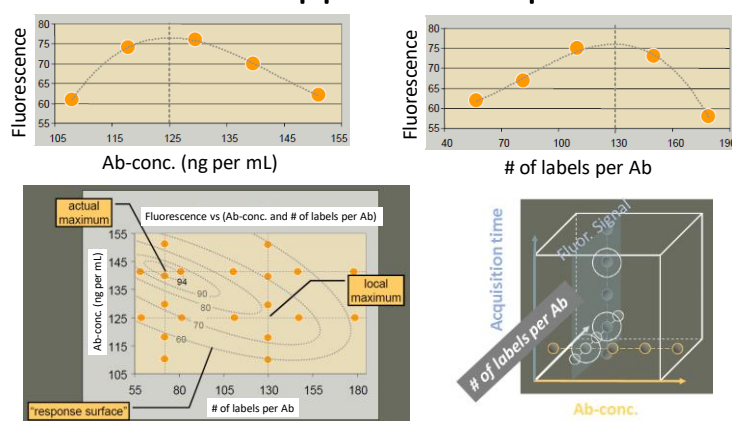 80
75
70
65
60
55
105 115 125 135 145 155
Fluorescence
Ab-conc. (ng per mL)
80
75
70
65
60
55
40 70 100 130 160 190
Fluorescence
# of labels per Ab
actual
maximum
Fluorescence vs (Ab-conc. and # of labels per Ab)
155
145
135
125
115
105
Ab-conc. (ng per mL)
94
90
80
70
60
local
maximum
55 80 105 130 155 180
# of labels per Ab
"response surface"
Fluor. Signal
Acquisition time
# of labels per Ab
Ab-conc.